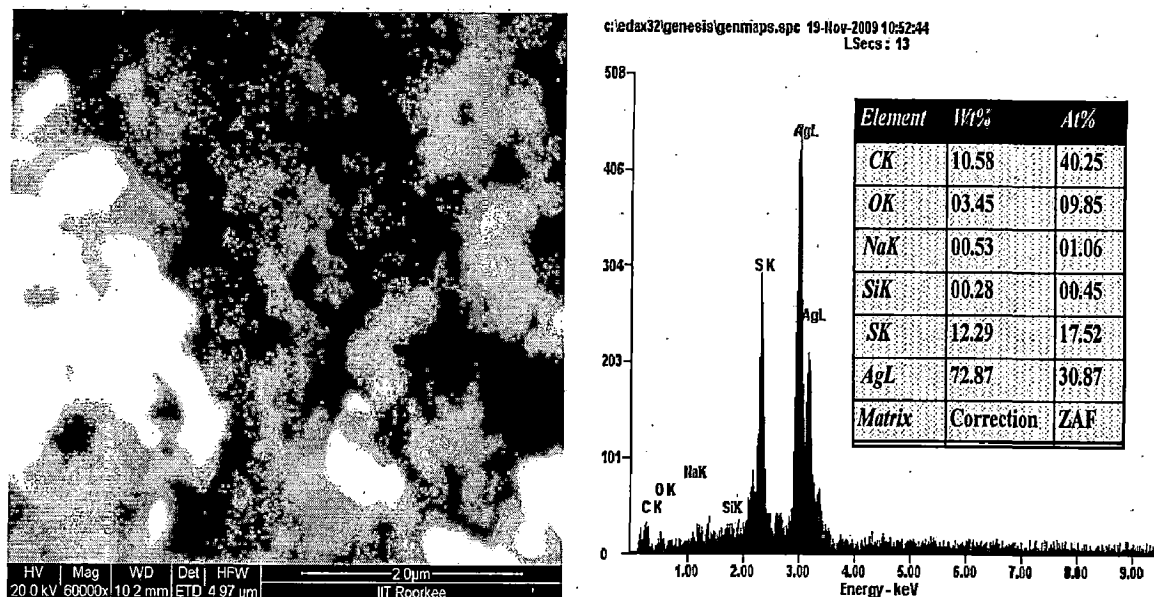 c:\edax32\genesis\genmaps.spc 19-Nov-2009 10:52:44
LSecs : 13
508
406
304
203
101
0
AgL
S K
AgL
NaK
O K
C K
SiK
1.00 2.00 3.00 4.00 5.00 6.00 7.00 8.00 9.00
Energy - keV
Element Wt% At%
CK 10.58 40.25
OK 03.45 09.85
NaK 00.53 01.06
SiK 00.28 00.45
SK 12.29 17.52
AgL 72.87 30.87
Matrix Correction ZAF
HV Mag WD Det HFW 2.0µm
20.0 kV 60000x 10.2 mm ETD 4.97 µm IIT Roorkee